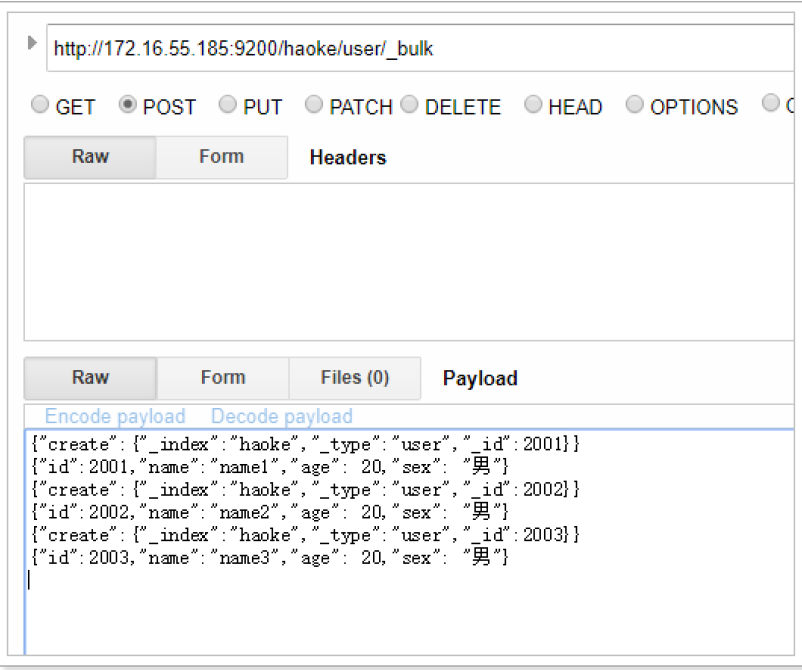 http://172.16.55.185:9200/haoke/user/_bulk
GET POST PUT PATCH DELETE HEAD OPTIONS
Raw Form Headers
Raw Form Files (0) Payload
Encode payload Decode payload
{"create":{"_index":"haoke","_type":"user","_id":2001}}
{"id":2001,"name":"name1","age": 20,"sex": "男"}
{"create":{"_index":"haoke","_type":"user","_id":2002}}
{"id":2002,"name":"name2","age": 20,"sex": "男"}
{"create":{"_index":"haoke","_type":"user","_id":2003}}
{"id":2003,"name":"name3","age": 20,"sex": "男"}